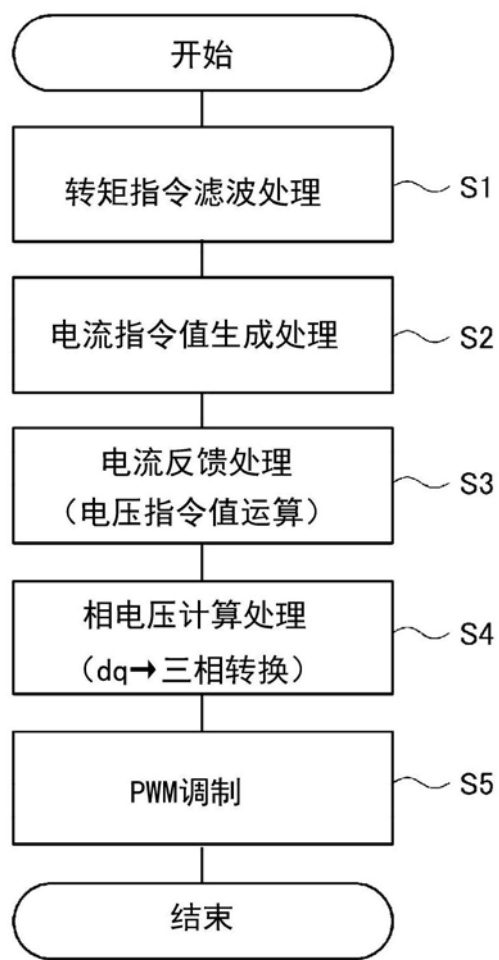 开始
转矩指令滤波处理
S1
电流指令值生成处理
S2
电流反馈处理
(电压指令值运算)
S3
相电压计算处理
(dq→三相转换)
S4
PWM调制
S5
结束